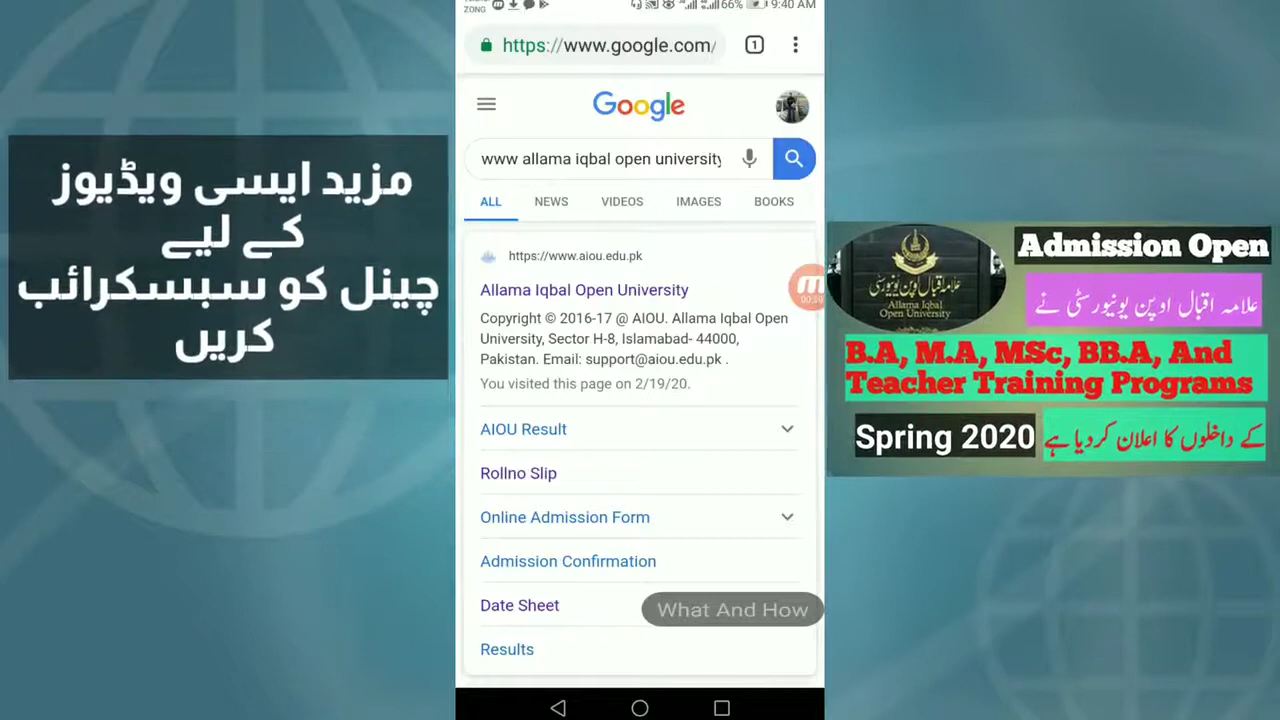 مزید ایسی ویڈیوز
کے لیے
چینل کو سبسکرائب
کریں
ZONG
66%
9:40 AM
https://www.google.com/
1
Google
www allama iqbal open university
ALL
NEWS
VIDEOS
IMAGES
BOOKS
https://www.aiou.edu.pk
Allama Iqbal Open University
Copyright © 2016-17 @ AIOU. Allama Iqbal Open
University, Sector H-8, Islamabad- 44000,
Pakistan. Email: support@aiou.edu.pk .
You visited this page on 2/19/20.
AIOU Result
Rollno Slip
Online Admission Form
Admission Confirmation
Date Sheet
Results
What And How
علامہ اقبال اوپن یونیورسٹی
Allama Iqbal
Open University
Admission Open
علامہ اقبال اوپن یونیورسٹی نے
B.A, M.A, MSc, BB.A, And
Teacher Training Programs
Spring 2020
کے داخلوں کا اعلان کردیا ہے